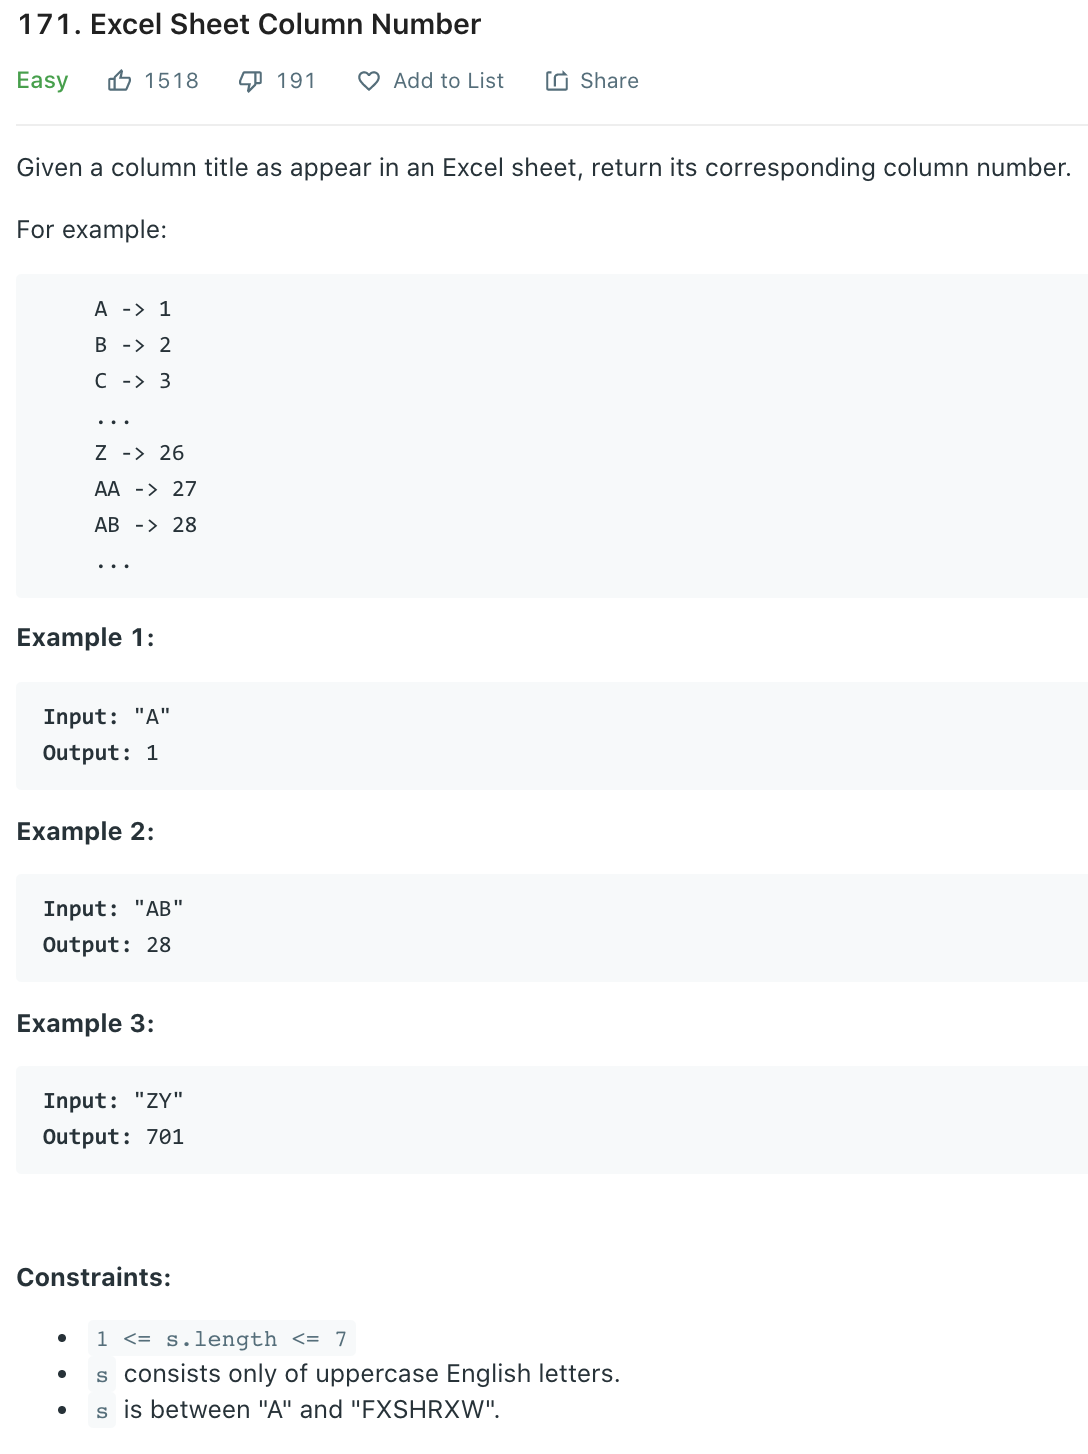 171. Excel Sheet Column Number
Easy 1518 191 Add to List Share
Given a column title as appear in an Excel sheet, return its corresponding column number.
For example:
A -> 1
B -> 2
C -> 3
...
Z -> 26
AA -> 27
AB -> 28
...
Example 1:
Input: "A"
Output: 1
Example 2:
Input: "AB"
Output: 28
Example 3:
Input: "ZY"
Output: 701
Constraints:
• 1 <= s.length <= 7
• s consists only of uppercase English letters.
• s is between "A" and "FXSHRXW".